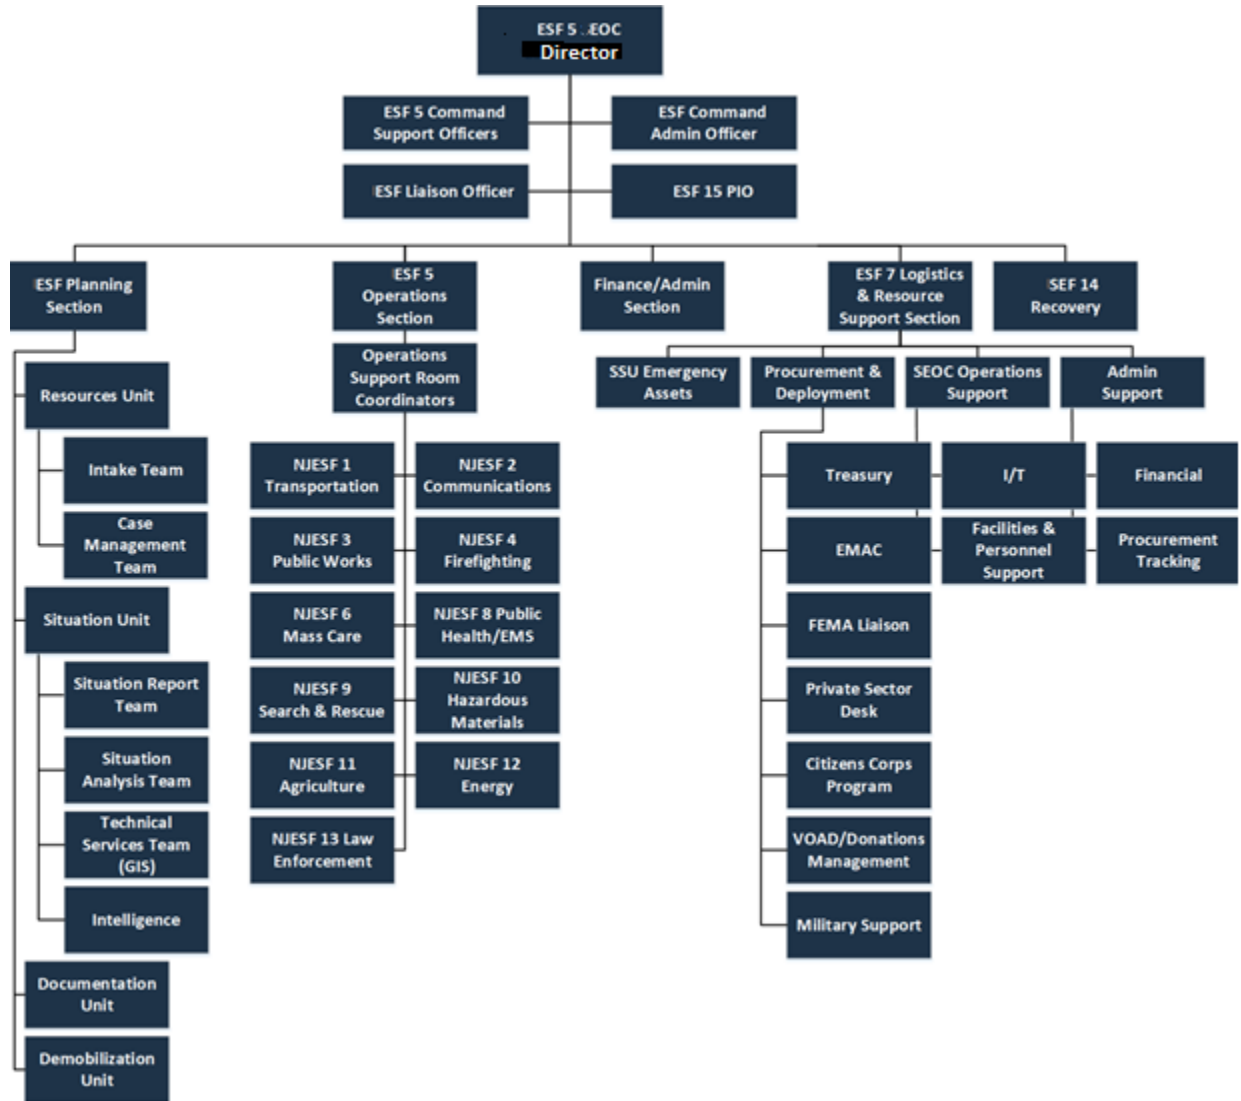 ESF 5 SEOC
Director
ESF 5 Command
Support Officers
ESF Command
Admin Officer
ESF Liaison Officer
ESF 15 PIO
ESF Planning
Section
ESF 5
Operations
Section
Finance/Admin
Section
ESF 7 Logistics
& Resource
Support Section
SEF 14
Recovery
Resources Unit
Intake Team
Case
Management
Team
Situation Unit
Situation Report
Team
Situation
Analysis Team
Technical
Services Team
(GIS)
Intelligence
Documentation
Unit
Demobilization
Unit
Operations
Support Room
Coordinators
NJESF 1
Transportation
NJESF 2
Communications
NJESF 3
Public Works
NJESF 4
Firefighting
NJESF 6
Mass Care
NJESF 8 Public
Health/EMS
NJESF 9
Search & Rescue
NJESF 10
Hazardous
Materials
NJESF 11
Agriculture
NJESF 12
Energy
NJESF 13 Law
Enforcement
SSU Emergency
Assets
Procurement &
Deployment
SEOC Operations
Support
Admin
Support
Treasury
EMAC
FEMA Liaison
Private Sector
Desk
Citizens Corps
Program
VOAD/Donations
Management
Military Support
I/T
Facilities &
Personnel
Support
Financial
Procurement
Tracking